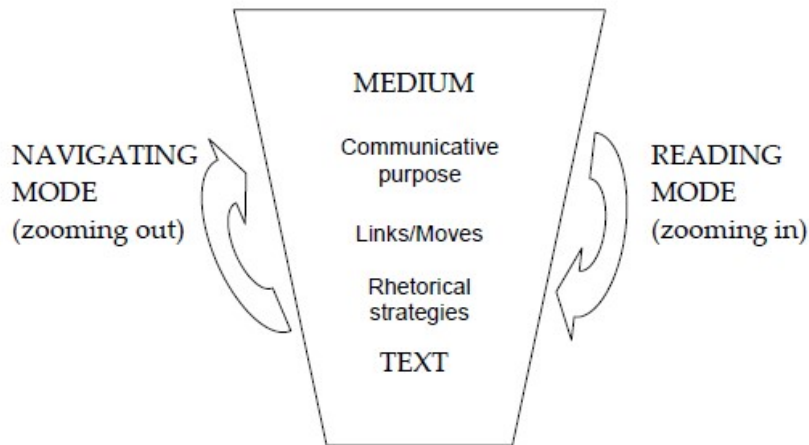 MEDIUM
Communicative
purpose
Links/Moves
Rhetorical
strategies
TEXT
NAVIGATING
MODE
(zooming out)
READING
MODE
(zooming in)